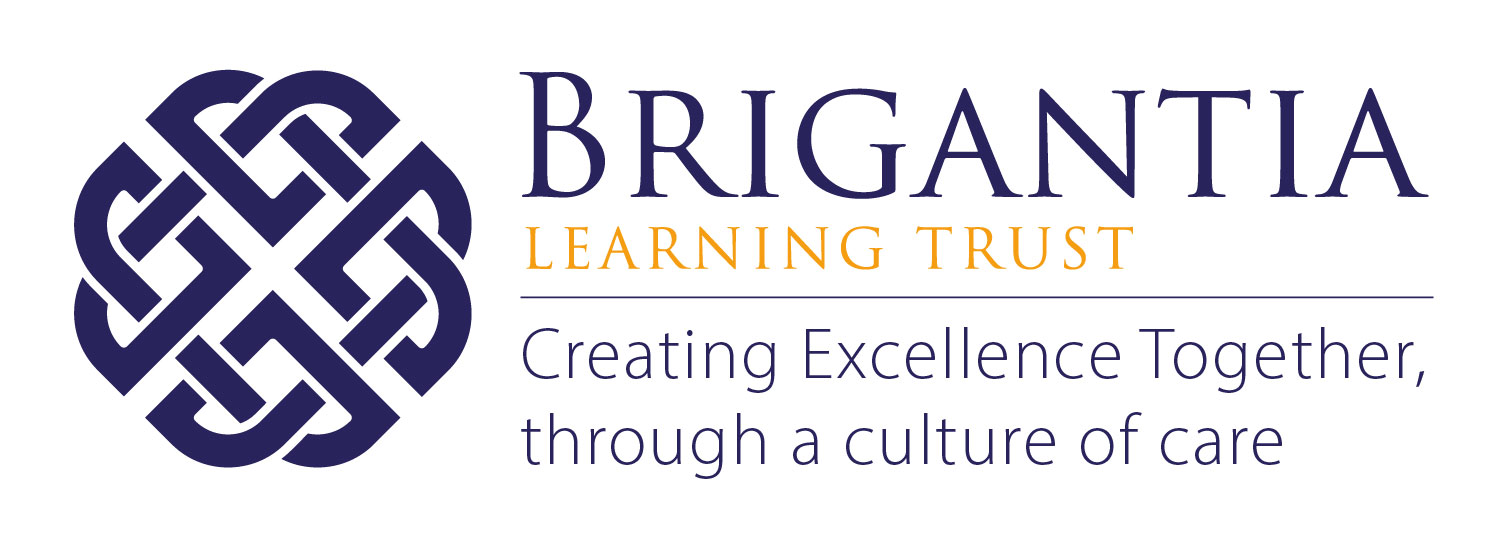 BRIGANTIA
LEARNING TRUST
Creating Excellence Together,
through a culture of care